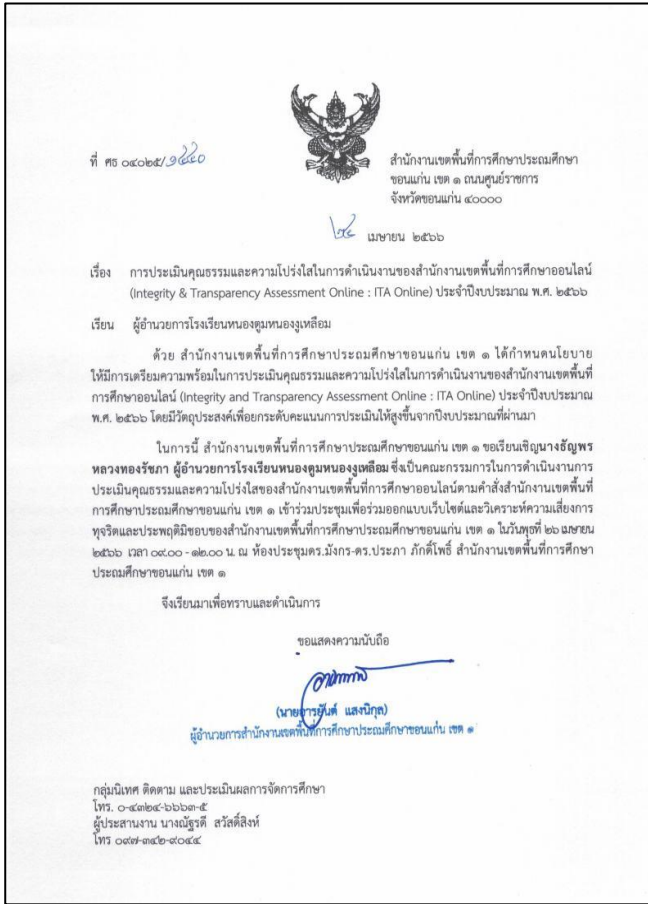 ที่ ศธ ๐๔๐๒๕/๑๕๔๐
สำนักงานเขตพื้นที่การศึกษาประถมศึกษา
ขอนแก่น เขต ๑ ถนนศูนย์ราชการ
จังหวัดขอนแก่น ๔๐๐๐๐
เมษายน ๒๕๖๖
เรื่อง การประเมินคุณธรรมและความโปร่งใสในการดำเนินงานของสำนักงานเขตพื้นที่การศึกษาออนไลน์
(Integrity & Transparency Assessment Online : ITA Online) ประจำปีงบประมาณ พ.ศ. ๒๕๖๖
เรียน ผู้อำนวยการโรงเรียนหนองตูมหนองงูเหลือม
ด้วย สำนักงานเขตพื้นที่การศึกษาประถมศึกษาขอนแก่น เขต ๑ ได้กำหนดนโยบาย
ให้มีการเตรียมความพร้อมในการประเมินคุณธรรมและความโปร่งใสในการดำเนินงานของสำนักงานเขตพื้นที่
การศึกษาออนไลน์ (Integrity and Transparency Assessment Online : ITA Online) ประจำปีงบประมาณ
พ.ศ. ๒๕๖๖ โดยมีวัตถุประสงค์เพื่อยกระดับคะแนนการประเมินให้สูงขึ้นจากปีงบประมาณที่ผ่านมา
ในการนี้ สำนักงานเขตพื้นที่การศึกษาประถมศึกษาขอนแก่น เขต ๑ ขอเรียนเชิญนางธัญพร
หลวงทองรัชภา ผู้อำนวยการโรงเรียนหนองตูมหนองงูเหลือม ซึ่งเป็นคณะกรรมการในการดำเนินงานการ
ประเมินคุณธรรมและความโปร่งใสของสำนักงานเขตพื้นที่การศึกษาออนไลน์ตามคำสั่งสำนักงานเขตพื้นที่
การศึกษาประถมศึกษาขอนแก่น เขต ๑ เข้าร่วมประชุมเพื่อร่วมออกแบบเว็บไซต์และวิเคราะห์ความเสี่ยงการ
ทุจริตและประพฤติมิชอบของสำนักงานเขตพื้นที่การศึกษาประถมศึกษาขอนแก่น เขต ๑ ในวันพุธที่ ๒๖ เมษายน
๒๕๖๖ เวลา ๐๙.๐๐ - ๑๒.๐๐ น. ณ ห้องประชุมดร.มังกร-ดร.ประภา ภักดิ์โพธิ์ สำนักงานเขตพื้นที่การศึกษา
ประถมศึกษาขอนแก่น เขต ๑
จึงเรียนมาเพื่อทราบและดำเนินการ
ขอแสดงความนับถือ
(นายจารุยันต์ แสงนิกุล)
ผู้อำนวยการสำนักงานเขตพื้นที่การศึกษาประถมศึกษาขอนแก่น เขต ๑
กลุ่มนิเทศ ติดตาม และประเมินผลการจัดการศึกษา
โทร. ๐-๔๓๒๔-๖๖๖๓-๕
ผู้ประสานงาน นางณัฐรดี สวัสดิ์สิงห์
โทร ๐๙๗-๓๔๒-๙๐๔๔